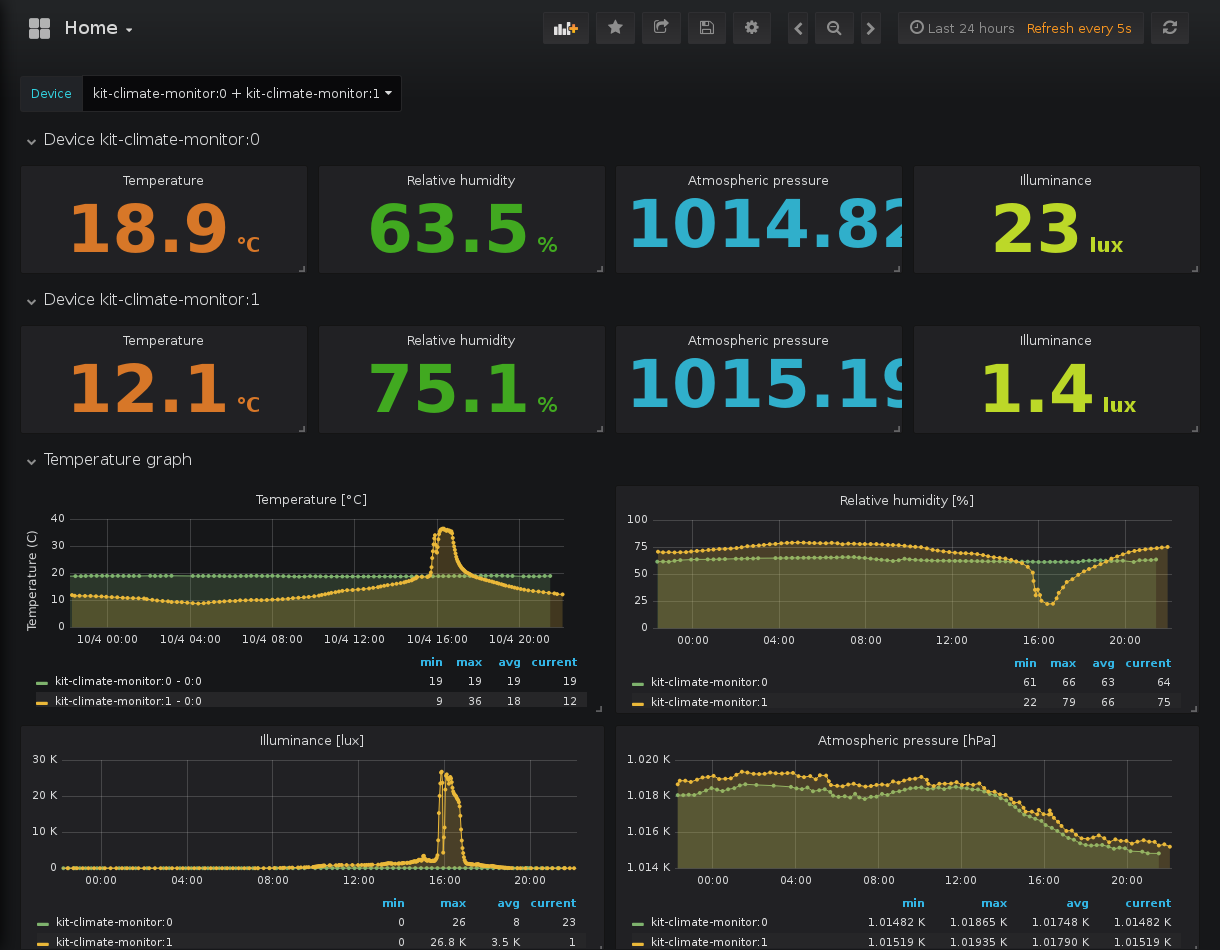 Home
Last 24 hours Refresh every 5s
Device kit-climate-monitor:0 + kit-climate-monitor:1
Device kit-climate-monitor:0
Temperature Relative humidity Atmospheric pressure Illuminance
18.9 °C 63.5 % 1014.82 23 lux
Device kit-climate-monitor:1
Temperature Relative humidity Atmospheric pressure Illuminance
12.1 °C 75.1 % 1015.19 1.4 lux
Temperature graph
Temperature [°C]
Temperature (C)
40
30
20
10
0
10/4 00:00 10/4 04:00 10/4 08:00 10/4 12:00 10/4 16:00 10/4 20:00
min max avg current
kit-climate-monitor:0 - 0:0 19 19 19 19
kit-climate-monitor:1 - 0:0 9 36 18 12
Relative humidity [%]
100
75
50
25
0
00:00 04:00 08:00 12:00 16:00 20:00
min max avg current
kit-climate-monitor:0 61 66 63 64
kit-climate-monitor:1 22 79 66 75
Illuminance [lux]
30 K
20 K
10 K
0
00:00 04:00 08:00 12:00 16:00 20:00
min max avg current
kit-climate-monitor:0 0 26 8 23
kit-climate-monitor:1 0 26.8 K 3.5 K 1
Atmospheric pressure [hPa]
1.020 K
1.018 K
1.016 K
1.014 K
00:00 04:00 08:00 12:00 16:00 20:00
min max avg current
kit-climate-monitor:0 1.01482 K 1.01865 K 1.01748 K 1.01482 K
kit-climate-monitor:1 1.01519 K 1.01935 K 1.01790 K 1.01519 K